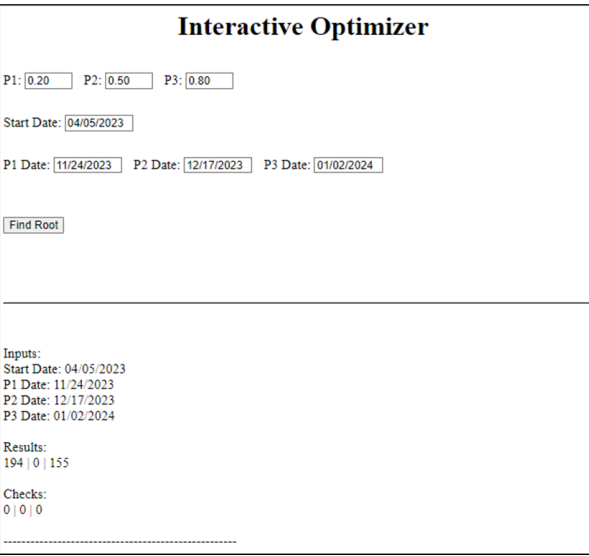 Interactive Optimizer
P1: 0.20 P2: 0.50 P3: 0.80
Start Date: 04/05/2023
P1 Date: 11/24/2023 P2 Date: 12/17/2023 P3 Date: 01/02/2024
Find Root
Inputs:
Start Date: 04/05/2023
P1 Date: 11/24/2023
P2 Date: 12/17/2023
P3 Date: 01/02/2024
Results:
194 | 0 | 155
Checks:
0 | 0 | 0
----------------------------------------------------